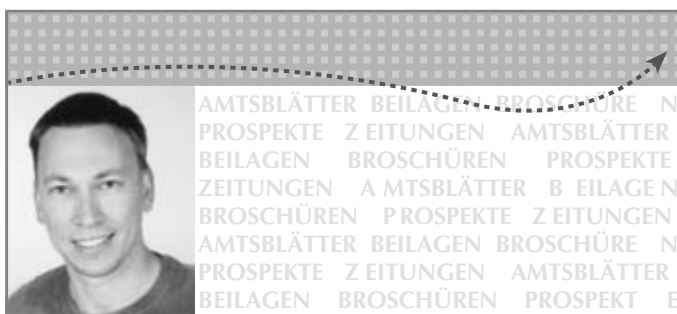 AMTSBLÄTTER BEILAGEN BROSCHÜRE N
PROSPEKTE Z EITUNGEN AMTSBLÄTTER
BEILAGEN BROSCHÜREN PROSPEKTE
ZEITUNGEN A MTSBLÄTTER B EILAGE N
BROSCHÜREN P ROSPEKTE Z EITUNGEN
AMTSBLÄTTER BEILAGEN BROSCHÜRE N
PROSPEKTE Z EITUNGEN AMTSBLÄTTER
BEILAGEN BROSCHÜREN PROSPEKT E